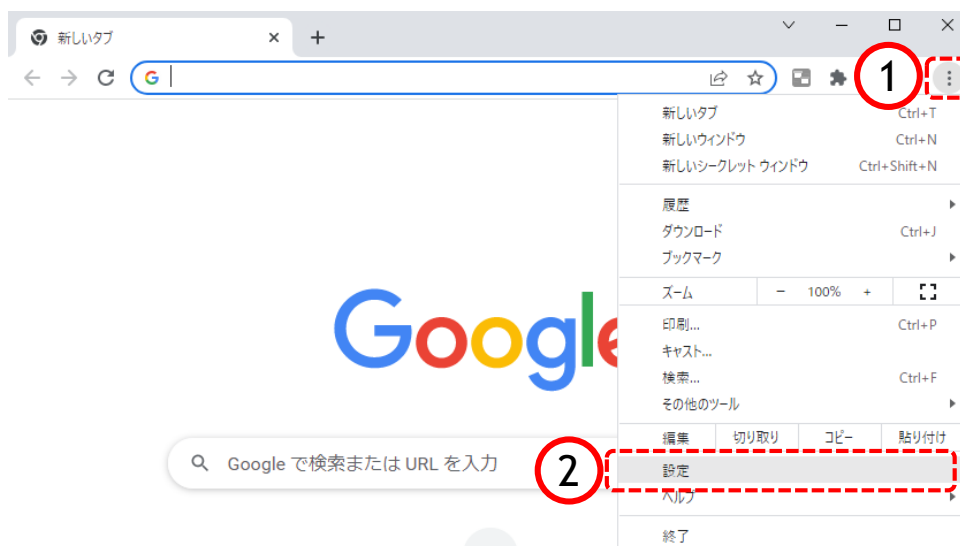 新しいタブ
1
新しいタブ Ctrl+T
新しいウィンドウ Ctrl+N
新しいシークレット ウィンドウ Ctrl+Shift+N
履歴
ダウンロード Ctrl+J
ブックマーク
ズーム － 100% +
印刷... Ctrl+P
キャスト...
検索... Ctrl+F
その他のツール
編集 切り取り コピー 貼り付け
Google
Google で検索または URL を入力
2
設定
ヘルプ
終了